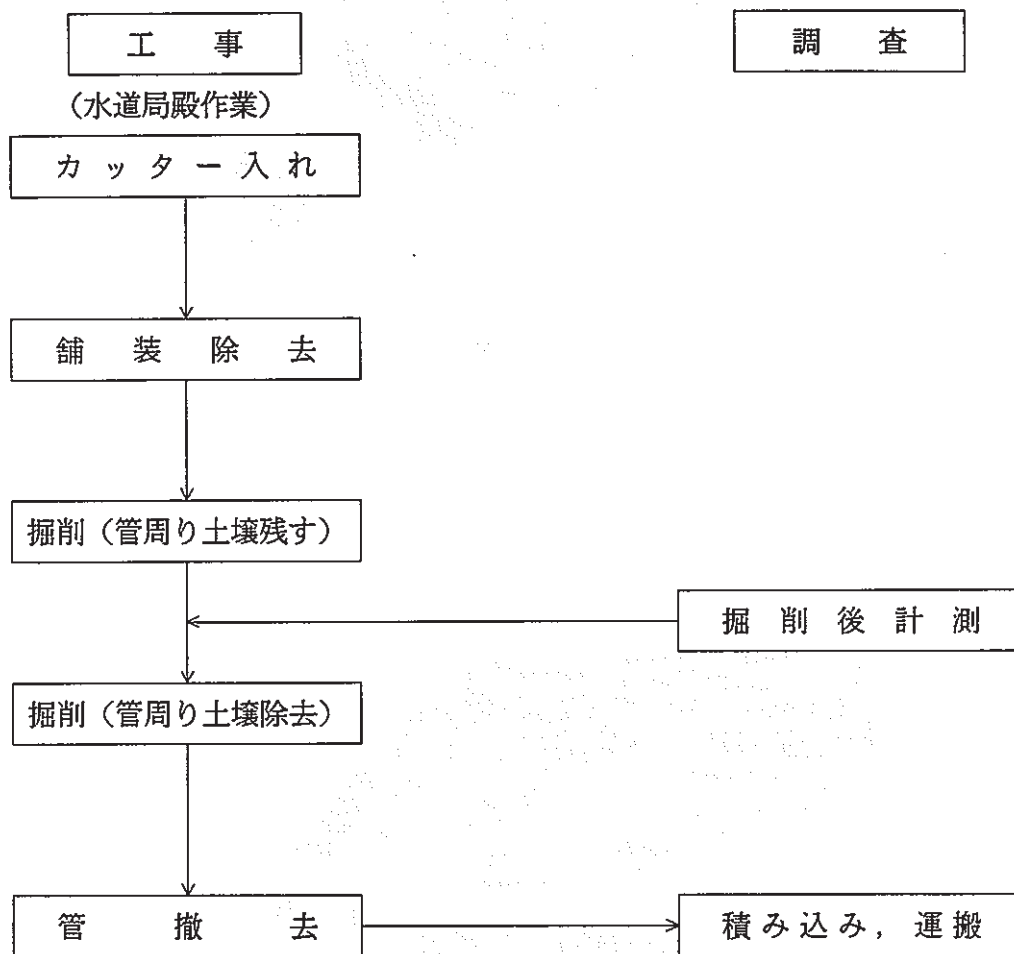 工事
調査
(水道局殿作業)
カッター入れ
舗装除去
掘削(管周り土壌残す)
掘削後計測
掘削(管周り土壌除去)
管撤去
積み込み,運搬